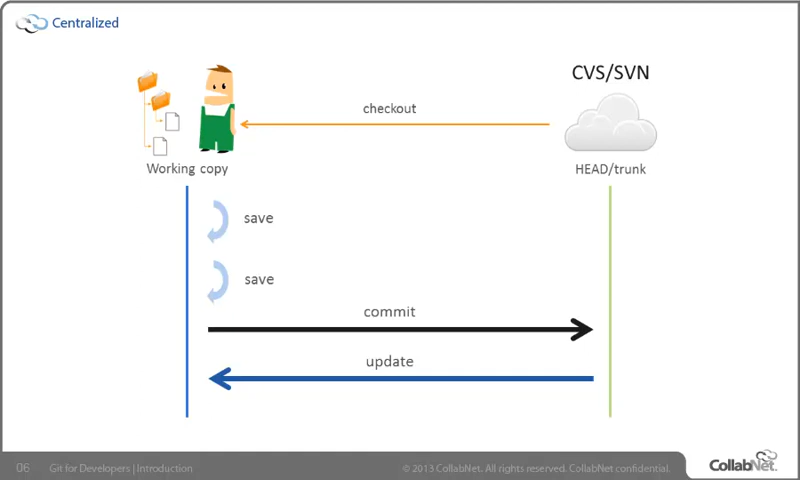 Centralized
CVS/SVN
checkout
Working copy
HEAD/trunk
save
save
commit
update
06 Git for Developers | Introduction
© 2013 CollabNet. All rights reserved. CollabNet confidential.
CollabNet.